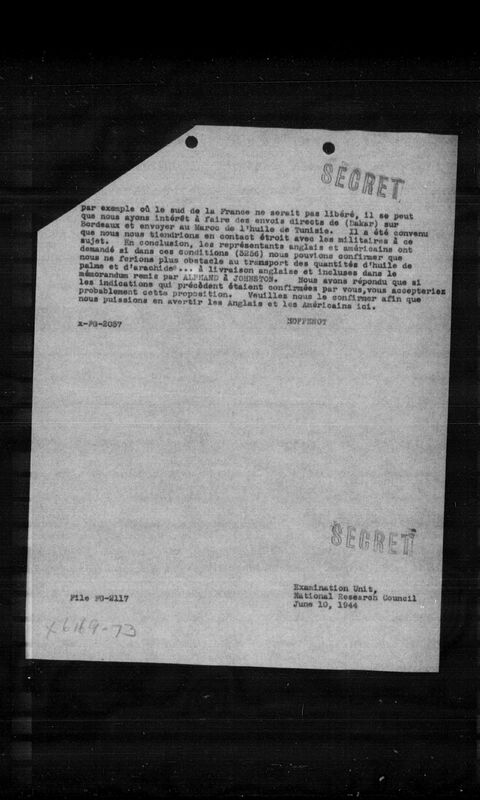 SECRET
par exemple où le sud de la France ne serait pas libéré, il se peut
que nous ayons intérêt à faire des envois directs de (Dakar) sur
Bordeaux et envoyer au Maroc de l'huile de Tunisie. Il a été convenu
que nous nous tiendrions en contact étroit avec les militaires à ce
sujet. En conclusion, les représentants anglais et américains ont
demandé si dans ces conditions (5256) nous pouvions confirmer que
nous ne ferions plus obstacle au transport des quantités d'huile de
palme et d'arachide*... à livraison anglaise et incluses dans le
mémorandum remis par ALPHAND à JOHNSTON. Nous avons répondu que si
les indications qui précèdent étaient confirmées par vous,vous accepteriez
probablement cette proposition. Veuillez nous le confirmer afin que
nous puissions en avertir les Anglais et les Américains ici.
x-FG-2037 HOPPENOT
SECRET
Examination Unit,
File FG-2117 National Research Council
June 10, 1944
X6169-73